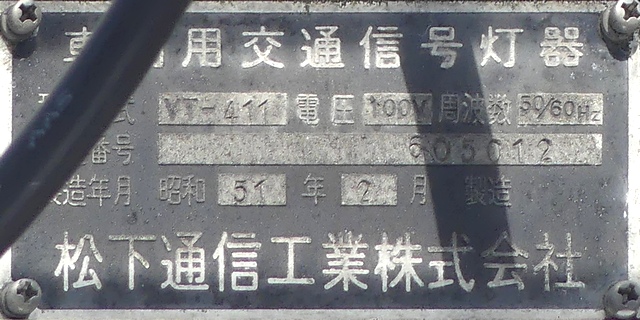 車 用交通信号灯器
式 VT-411 電圧 100V 周波数 50/60Hz
番号 605012
製造年月 昭和 51 年 2 月 製造
松下通信工業株式会社